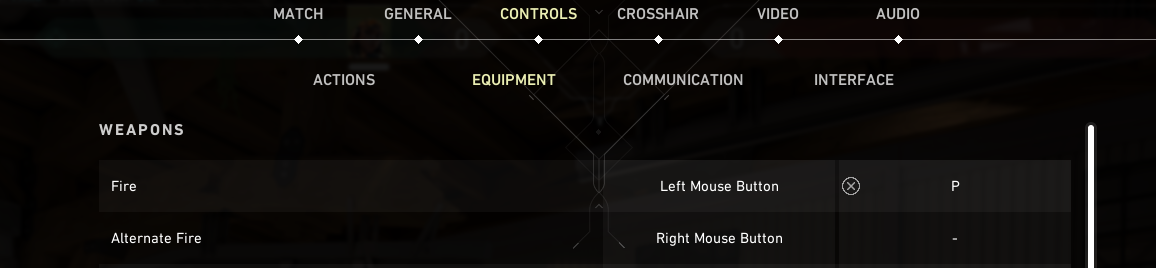 MATCH GENERAL CONTROLS CROSSHAIR VIDEO AUDIO
ACTIONS EQUIPMENT COMMUNICATION INTERFACE
WEAPONS
Fire Left Mouse Button P
Alternate Fire Right Mouse Button -